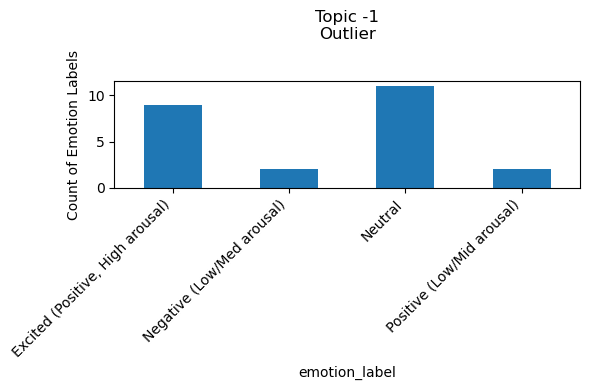 Topic -1
Outlier
Count of Emotion Labels
10
5
0
Excited (Positive, High arousal)
Negative (Low/Med arousal)
Neutral
Positive (Low/Mid arousal)
emotion_label